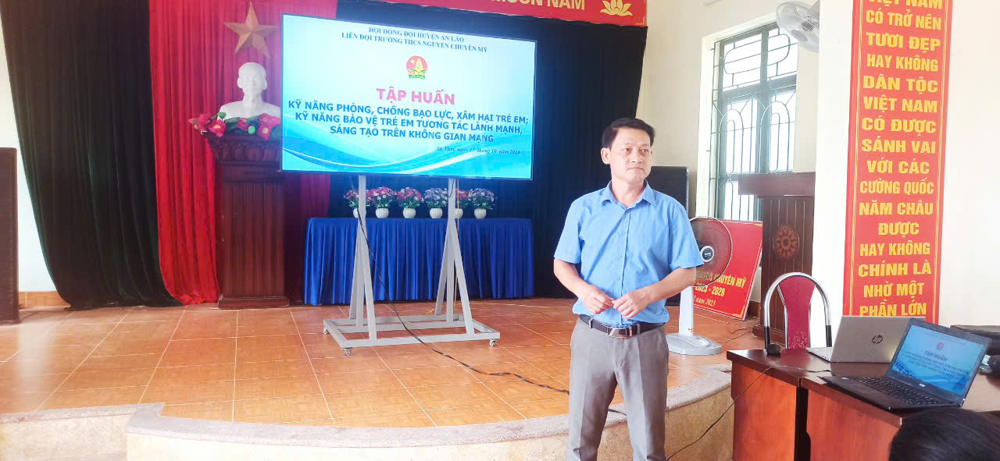 MUÔN NĂM
HỘI ĐỒNG ĐỘI HUYỆN AN LÃO
LIÊN ĐỘI TRƯỜNG THCS NGUYỄN CHUYÊN MỸ
TẬP HUẤN
KỸ NĂNG PHÒNG, CHỐNG BẠO LỰC, XÂM HẠI TRẺ EM;
KỸ NĂNG BẢO VỆ TRẺ EM TƯƠNG TÁC LÀNH MẠNH,
SÁNG TẠO TRÊN KHÔNG GIAN MẠNG
An Thọ, ngày 17 tháng 10 năm 2024
VIỆT NAM
CÓ TRỞ NÊN
TƯƠI ĐẸP
HAY KHÔNG
DÂN TỘC
VIỆT NAM
CÓ ĐƯỢC
SÁNH VAI
VỚI CÁC
CƯỜNG QUỐC
NĂM CHÂU
ĐƯỢC
HAY KHÔNG
CHÍNH LÀ
NHỜ MỘT
PHẦN LỚN
CHUYÊN MỸ
2023 - 2028
năm 2023
hp
TẬP HUẤN